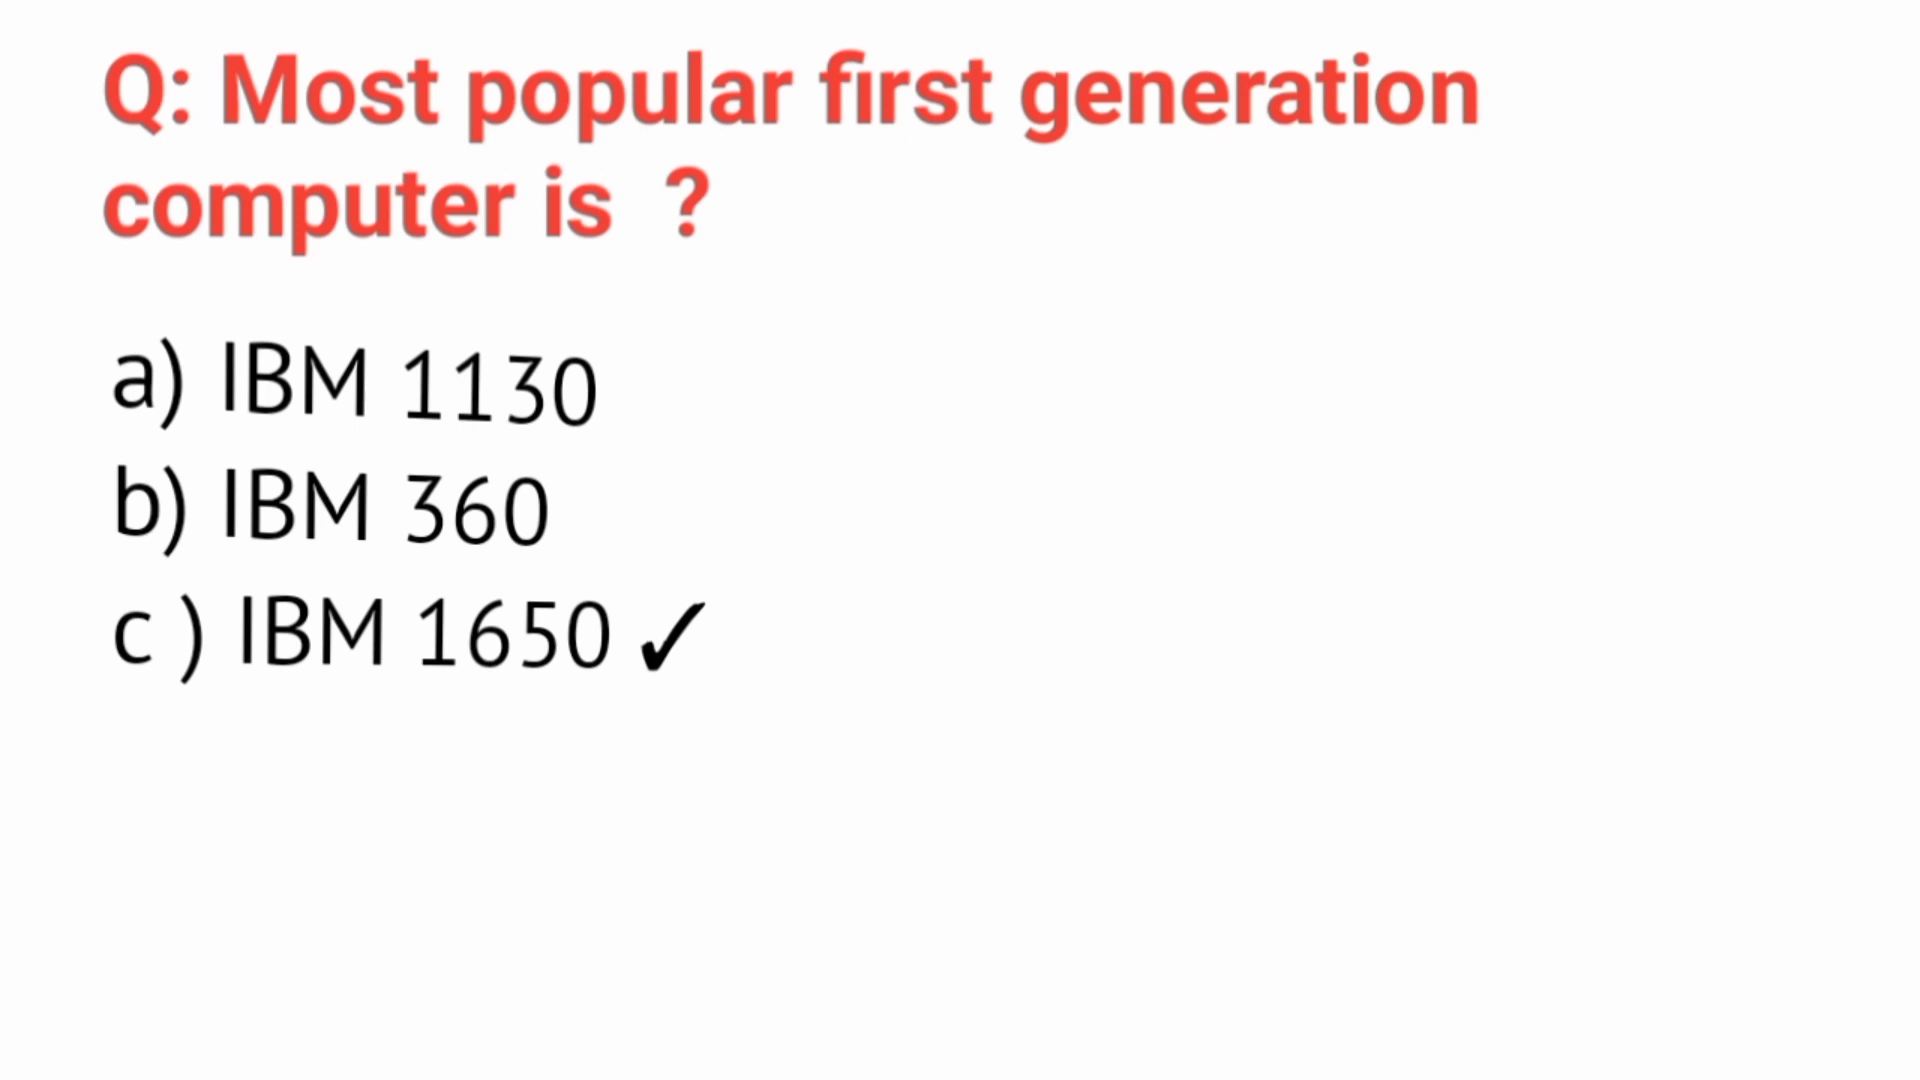 Q: Most popular first generation
computer is ?
a) IBM 1130
b) IBM 360
c ) IBM 1650 ✓